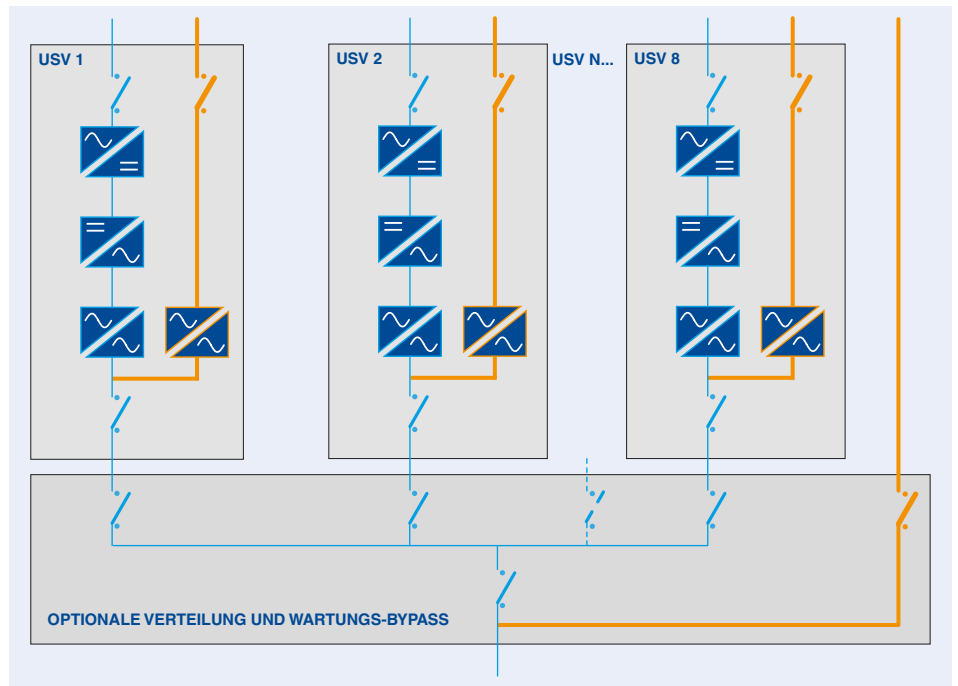 USV 1
USV 2
USV N...
USV 8
OPTIONALE VERTEILUNG UND WARTUNGS-BYPASS